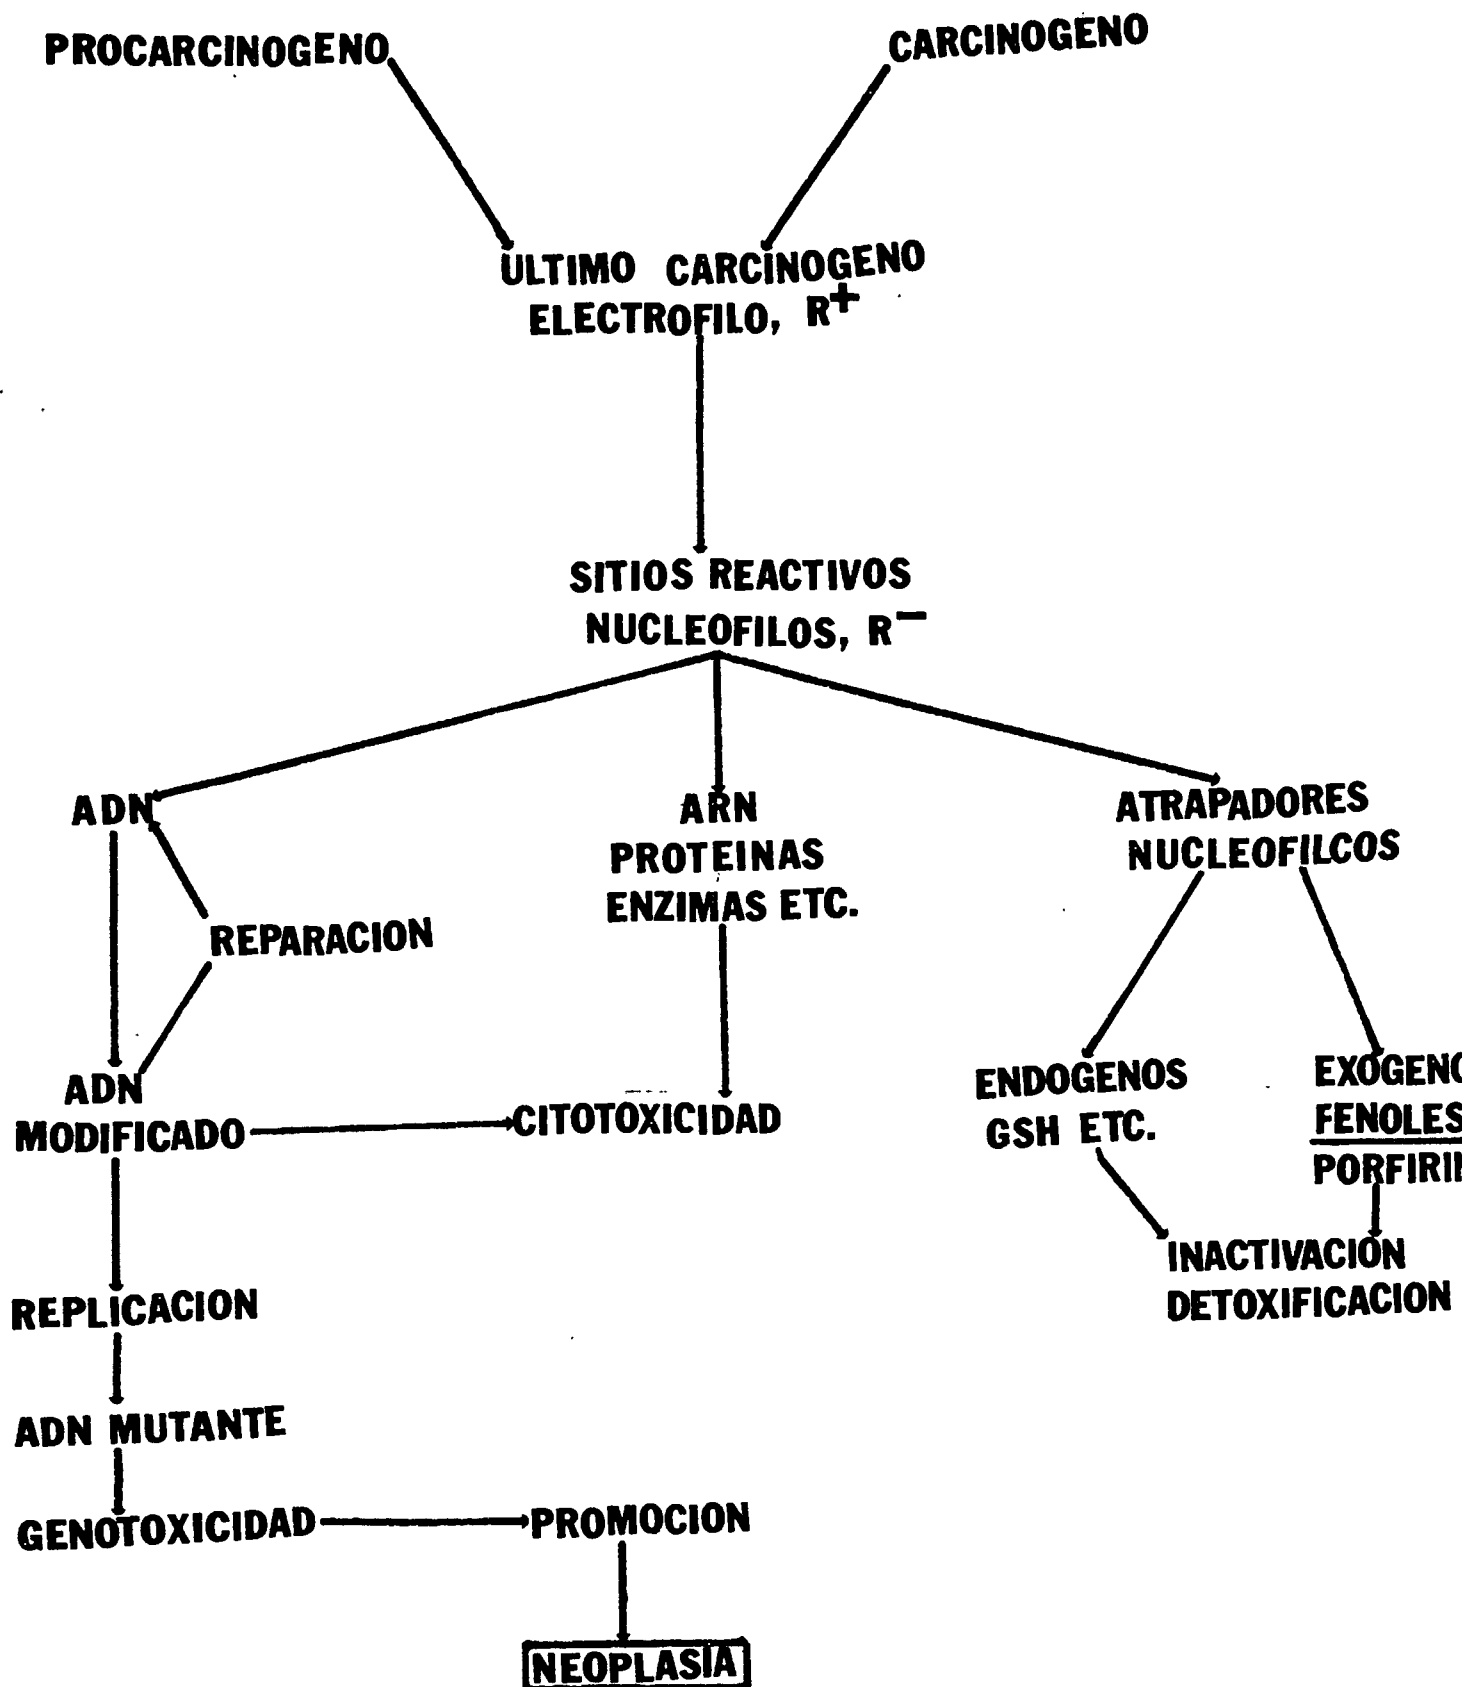 PROCARCINOGENO
CARCINOGENO
ULTIMO CARCINOGENO
ELECTROFILO, R+
SITIOS REACTIVOS
NUCLEOFILOS, R−
ADN
ARN
PROTEINAS
ENZIMAS ETC.
ATRAPADORES
NUCLEOFILCOS
REPARACION
ADN
MODIFICADO
CITOTOXICIDAD
ENDOGENOS
GSH ETC.
FENOLES
INACTIVACION
DETOXIFICACION
REPLICACION
ADN MUTANTE
GENOTOXICIDAD
PROMOCION
NEOPLASIA